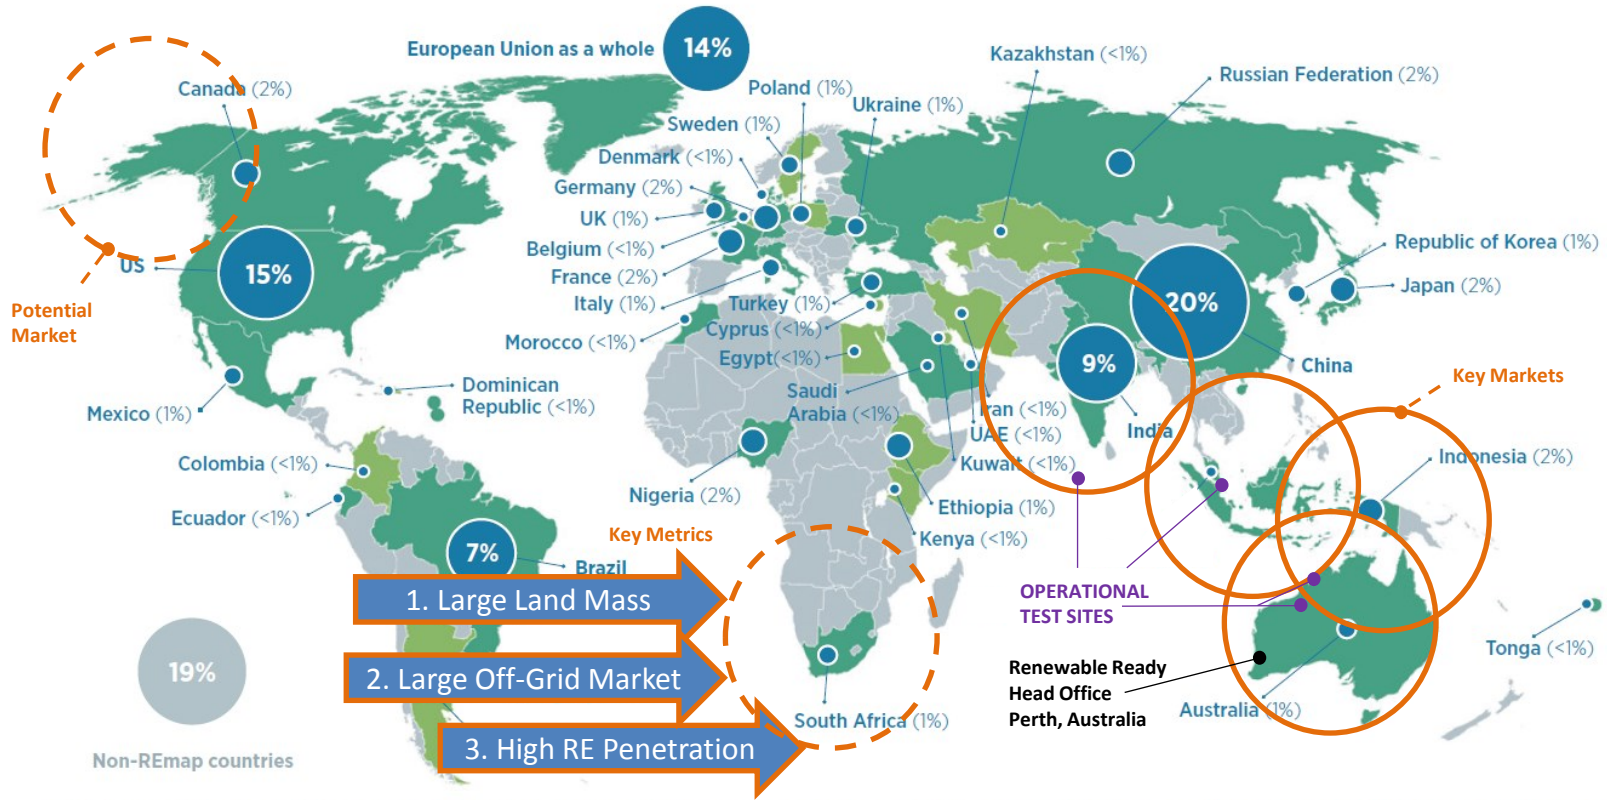 European Union as a whole
14%
Kazakhstan (<1%)
Russian Federation (2%)
Canada (2%)
Poland (1%)
Ukraine (1%)
Sweden (1%)
Denmark (<1%)
Germany (2%)
UK (1%)
Belgium (<1%)
France (2%)
Italy (1%)
Turkey (1%)
Cyprus (<1%)
Morocco (<1%)
Egypt(<1%)
Republic of Korea (1%)
Japan (2%)
US
15%
20%
9%
China
Potential
Market
Key Markets
Saudi
Arabia (<1%)
Iran (<1%)
UAE (<1%)
Kuwait (<1%)
India
Mexico (1%)
Dominican
Republic (<1%)
Colombia (<1%)
Ecuador (<1%)
Nigeria (2%)
Ethiopia (1%)
Kenya (<1%)
Indonesia (2%)
7%
Brazil
Key Metrics
1. Large Land Mass
2. Large Off-Grid Market
3. High RE Penetration
OPERATIONAL
TEST SITES
Renewable Ready
Head Office
Perth, Australia
Australia (1%)
Tonga (<1%)
South Africa (1%)
19%
Non-REmap countries